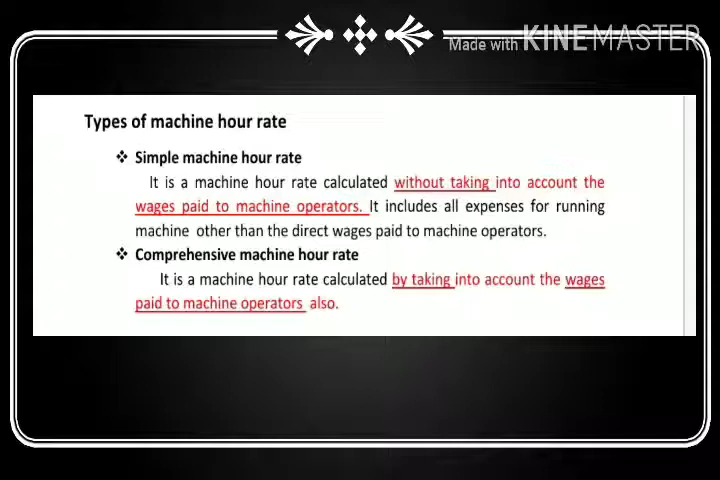 Made with KINEMASTER
Types of machine hour rate
❖ Simple machine hour rate
It is a machine hour rate calculated without taking into account the
wages paid to machine operators. It includes all expenses for running
machine other than the direct wages paid to machine operators.
❖ Comprehensive machine hour rate
It is a machine hour rate calculated by taking into account the wages
paid to machine operators also.